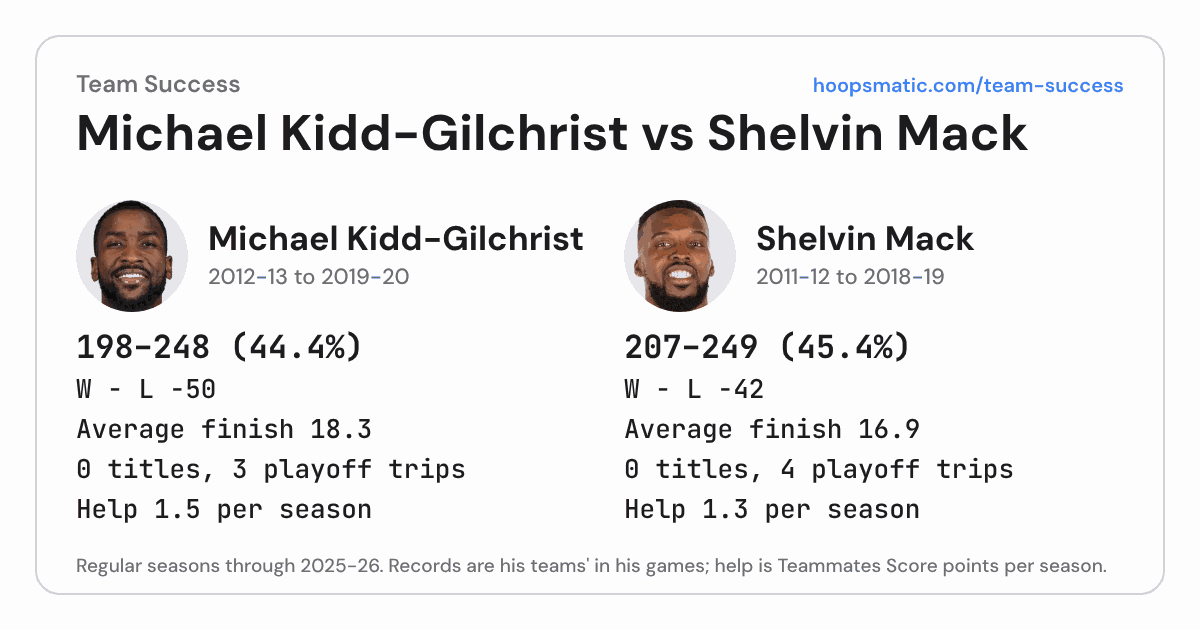 Team Success
hoopsmatic.com/team-success
Michael Kidd-Gilchrist vs Shelvin Mack
Michael Kidd-Gilchrist
2012-13 to 2019-20
198-248 (44.4%)
W - L -50
Average finish 18.3
0 titles, 3 playoff trips
Help 1.5 per season
Shelvin Mack
2011-12 to 2018-19
207-249 (45.4%)
W - L -42
Average finish 16.9
0 titles, 4 playoff trips
Help 1.3 per season
Regular seasons through 2025-26. Records are his teams' in his games; help is Teammates Score points per season.